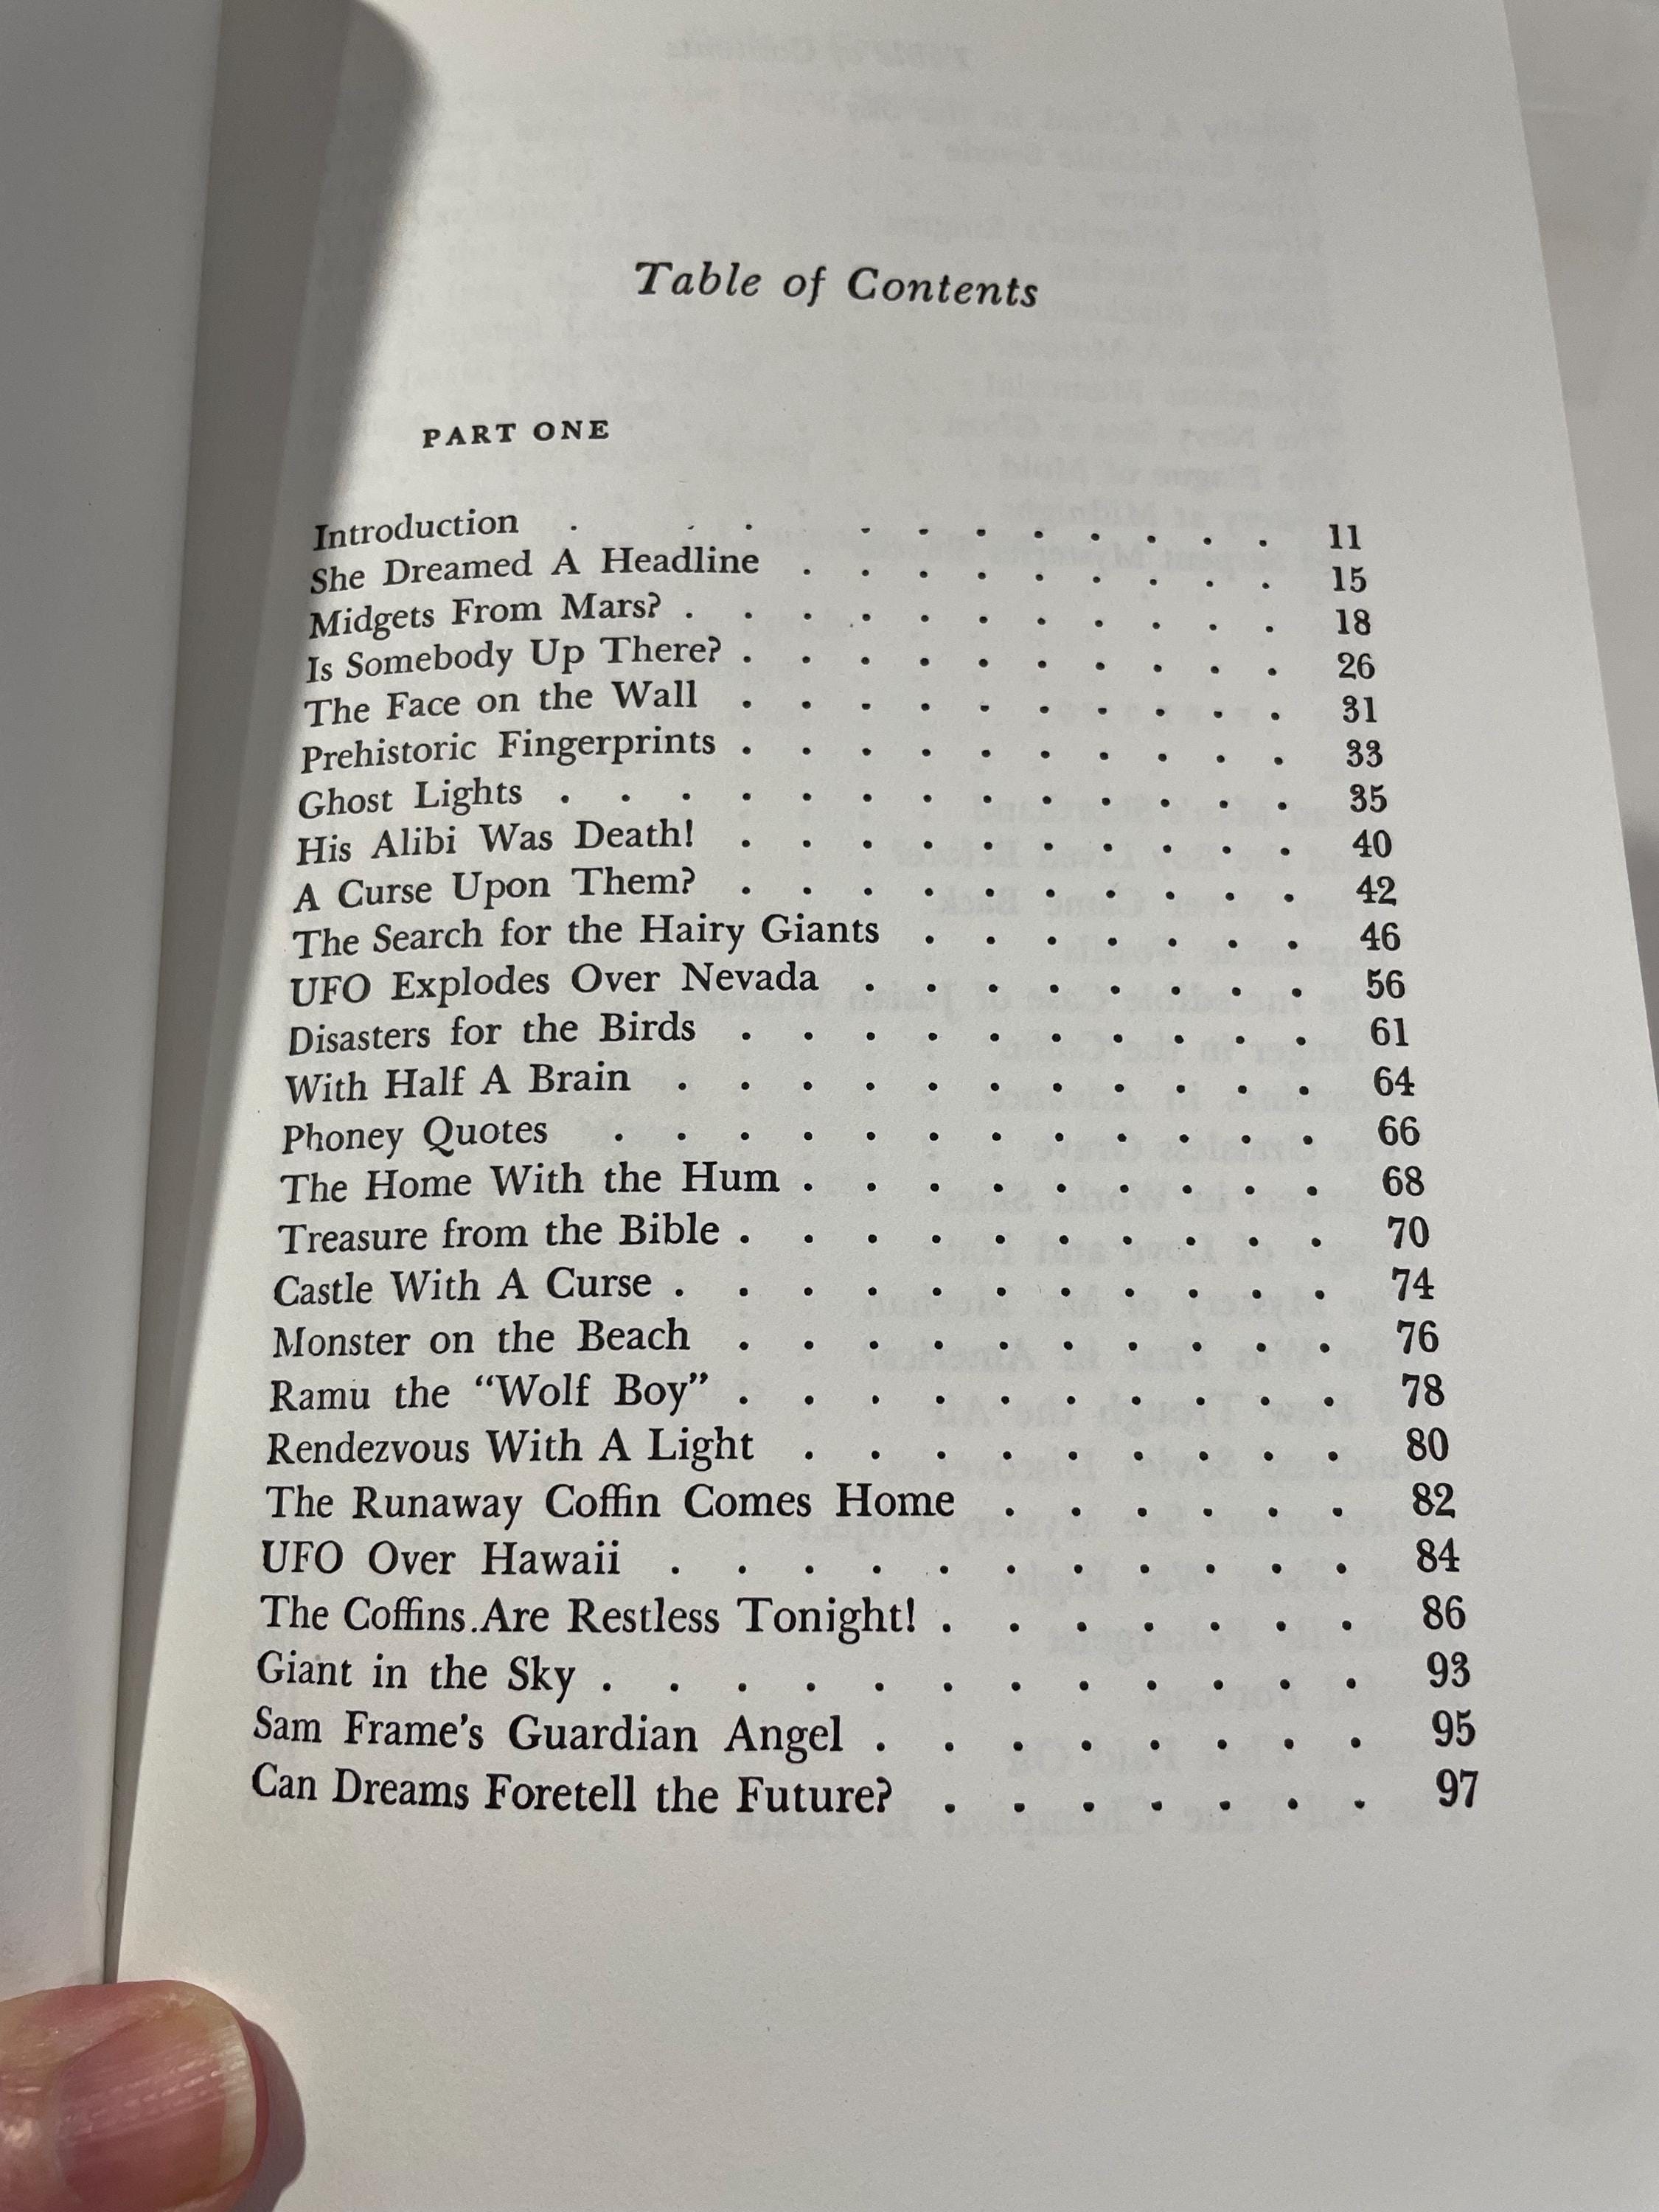 Table of Contents
PART ONE
Introduction . . . . . . . . . . . 11
She Dreamed A Headline . . . . . . . . . 15
Midgets From Mars? . . . . . . . . . . . 18
Is Somebody Up There? . . . . . . . . . . 26
The Face on the Wall . . . . . . . . . . 31
Prehistoric Fingerprints . . . . . . . . . . 33
Ghost Lights . . . . . . . . . . . . . 35
His Alibi Was Death! . . . . . . . . . . 40
A Curse Upon Them? . . . . . . . . . . 42
The Search for the Hairy Giants . . . . . . . 46
UFO Explodes Over Nevada . . . . . . . . 56
Disasters for the Birds . . . . . . . . . . 61
With Half A Brain . . . . . . . . . . . 64
Phoney Quotes . . . . . . . . . . . . 66
The Home With the Hum . . . . . . . . . 68
Treasure from the Bible . . . . . . . . . . 70
Castle With A Curse . . . . . . . . . . . 74
Monster on the Beach . . . . . . . . . . 76
Ramu the “Wolf Boy” . . . . . . . . . . 78
Rendezvous With A Light . . . . . . . . . 80
The Runaway Coffin Comes Home . . . . . . 82
UFO Over Hawaii . . . . . . . . . . . 84
The Coffins.Are Restless Tonight! . . . . . . . 86
Giant in the Sky . . . . . . . . . . . . 93
Sam Frame’s Guardian Angel . . . . . . . . 95
Can Dreams Foretell the Future? . . . . . . . 97